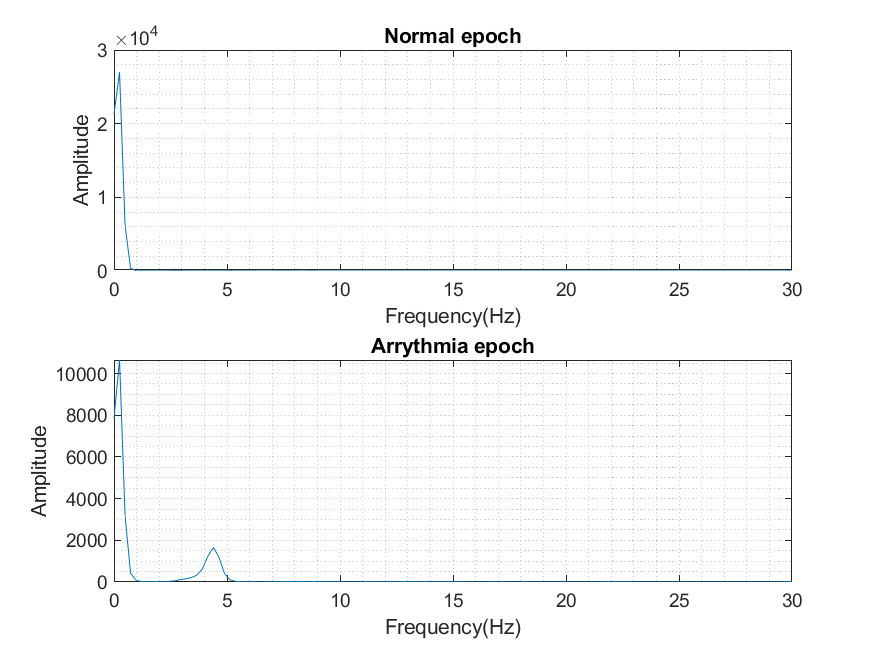 Normal epoch
×10^4
3
2
1
0
Amplitude
0 5 10 15 20 25 30
Frequency(Hz)
Arrythmia epoch
10000
8000
6000
4000
2000
0
Amplitude
0 5 10 15 20 25 30
Frequency(Hz)